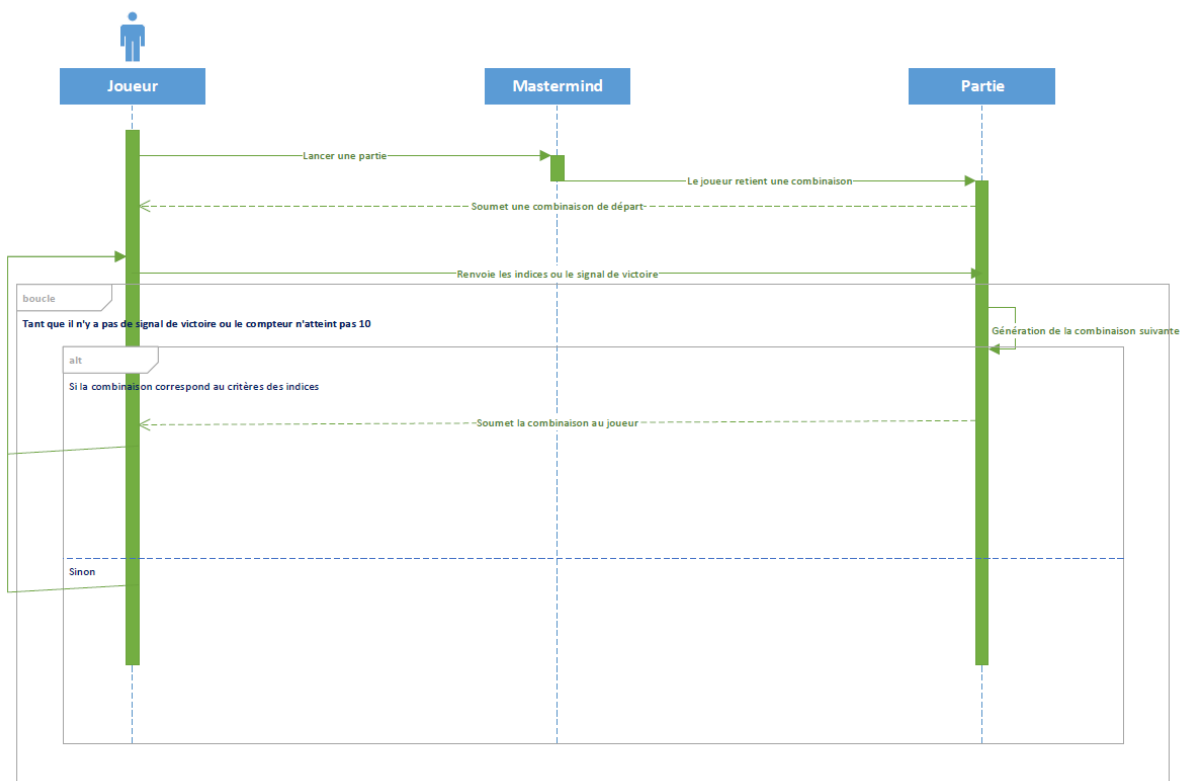 Joueur
Mastermind
Partie
Lancer une partie
Le joueur retient une combinaison
Soumet une combinaison de départ
Renvoie les indices ou le signal de victoire
boucle
Tant que il n'y a pas de signal de victoire ou le compteur n'atteint pas 10
Génération de la combinaison suivante
alt
Si la combinaison correspond au critères des indices
Soumet la combinaison au joueur
Sinon